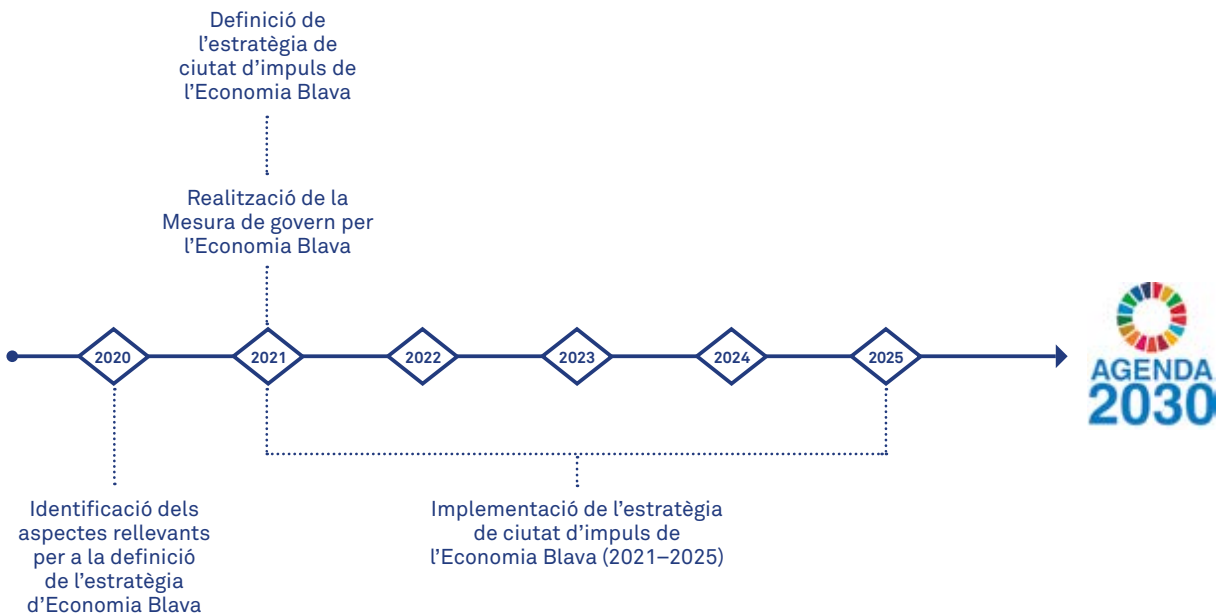 Definició de
l’estratègia de
ciutat d’impuls de
l’Economia Blava
Realització de la
Mesura de govern per
l’Economia Blava
2020
2021
2022
2023
2024
2025
AGENDA
2030
Identificació dels
aspectes rellevants
per a la definició
de l’estratègia
d’Economia Blava
Implementació de l’estratègia
de ciutat d’impuls de
l’Economia Blava (2021–2025)